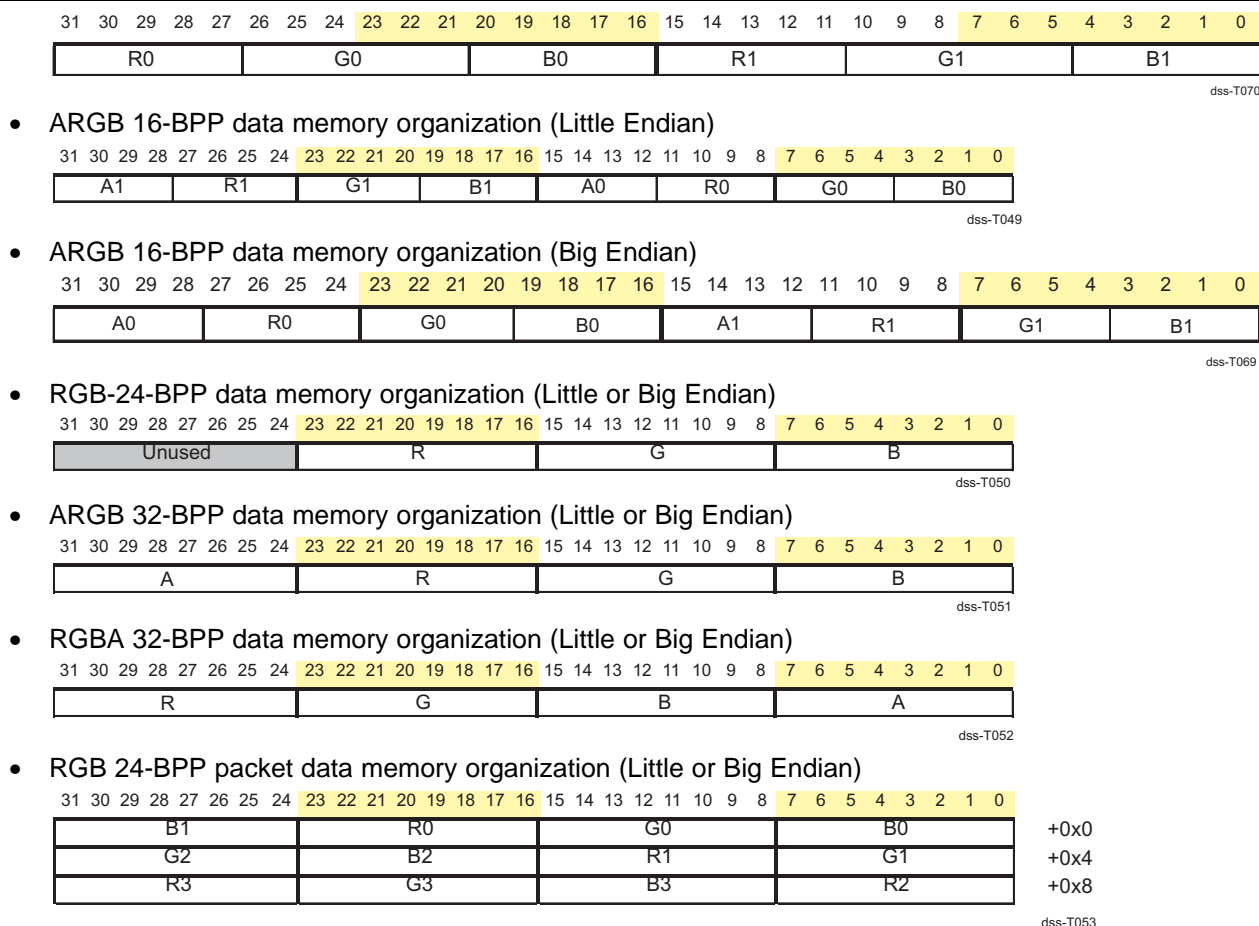 31 30 29 28 27 26 25 24 23 22 21 20 19 18 17 16 15 14 13 12 11 10 9 8 7 6 5 4 3 2 1 0
R0 G0 B0 R1 G1 B1
dss-T070
• ARGB 16-BPP data memory organization (Little Endian)
31 30 29 28 27 26 25 24 23 22 21 20 19 18 17 16 15 14 13 12 11 10 9 8 7 6 5 4 3 2 1 0
A1 R1 G1 B1 A0 R0 G0 B0
dss-T049
• ARGB 16-BPP data memory organization (Big Endian)
31 30 29 28 27 26 25 24 23 22 21 20 19 18 17 16 15 14 13 12 11 10 9 8 7 6 5 4 3 2 1 0
A0 R0 G0 B0 A1 R1 G1 B1
dss-T069
• RGB-24-BPP data memory organization (Little or Big Endian)
31 30 29 28 27 26 25 24 23 22 21 20 19 18 17 16 15 14 13 12 11 10 9 8 7 6 5 4 3 2 1 0
Unused R G B
dss-T050
• ARGB 32-BPP data memory organization (Little or Big Endian)
31 30 29 28 27 26 25 24 23 22 21 20 19 18 17 16 15 14 13 12 11 10 9 8 7 6 5 4 3 2 1 0
A R G B
dss-T051
• RGBA 32-BPP data memory organization (Little or Big Endian)
31 30 29 28 27 26 25 24 23 22 21 20 19 18 17 16 15 14 13 12 11 10 9 8 7 6 5 4 3 2 1 0
R G B A
dss-T052
• RGB 24-BPP packet data memory organization (Little or Big Endian)
31 30 29 28 27 26 25 24 23 22 21 20 19 18 17 16 15 14 13 12 11 10 9 8 7 6 5 4 3 2 1 0
B1 R0 G0 B0 +0x0
G2 B2 R1 G1 +0x4
R3 G3 B3 R2 +0x8
dss-T053